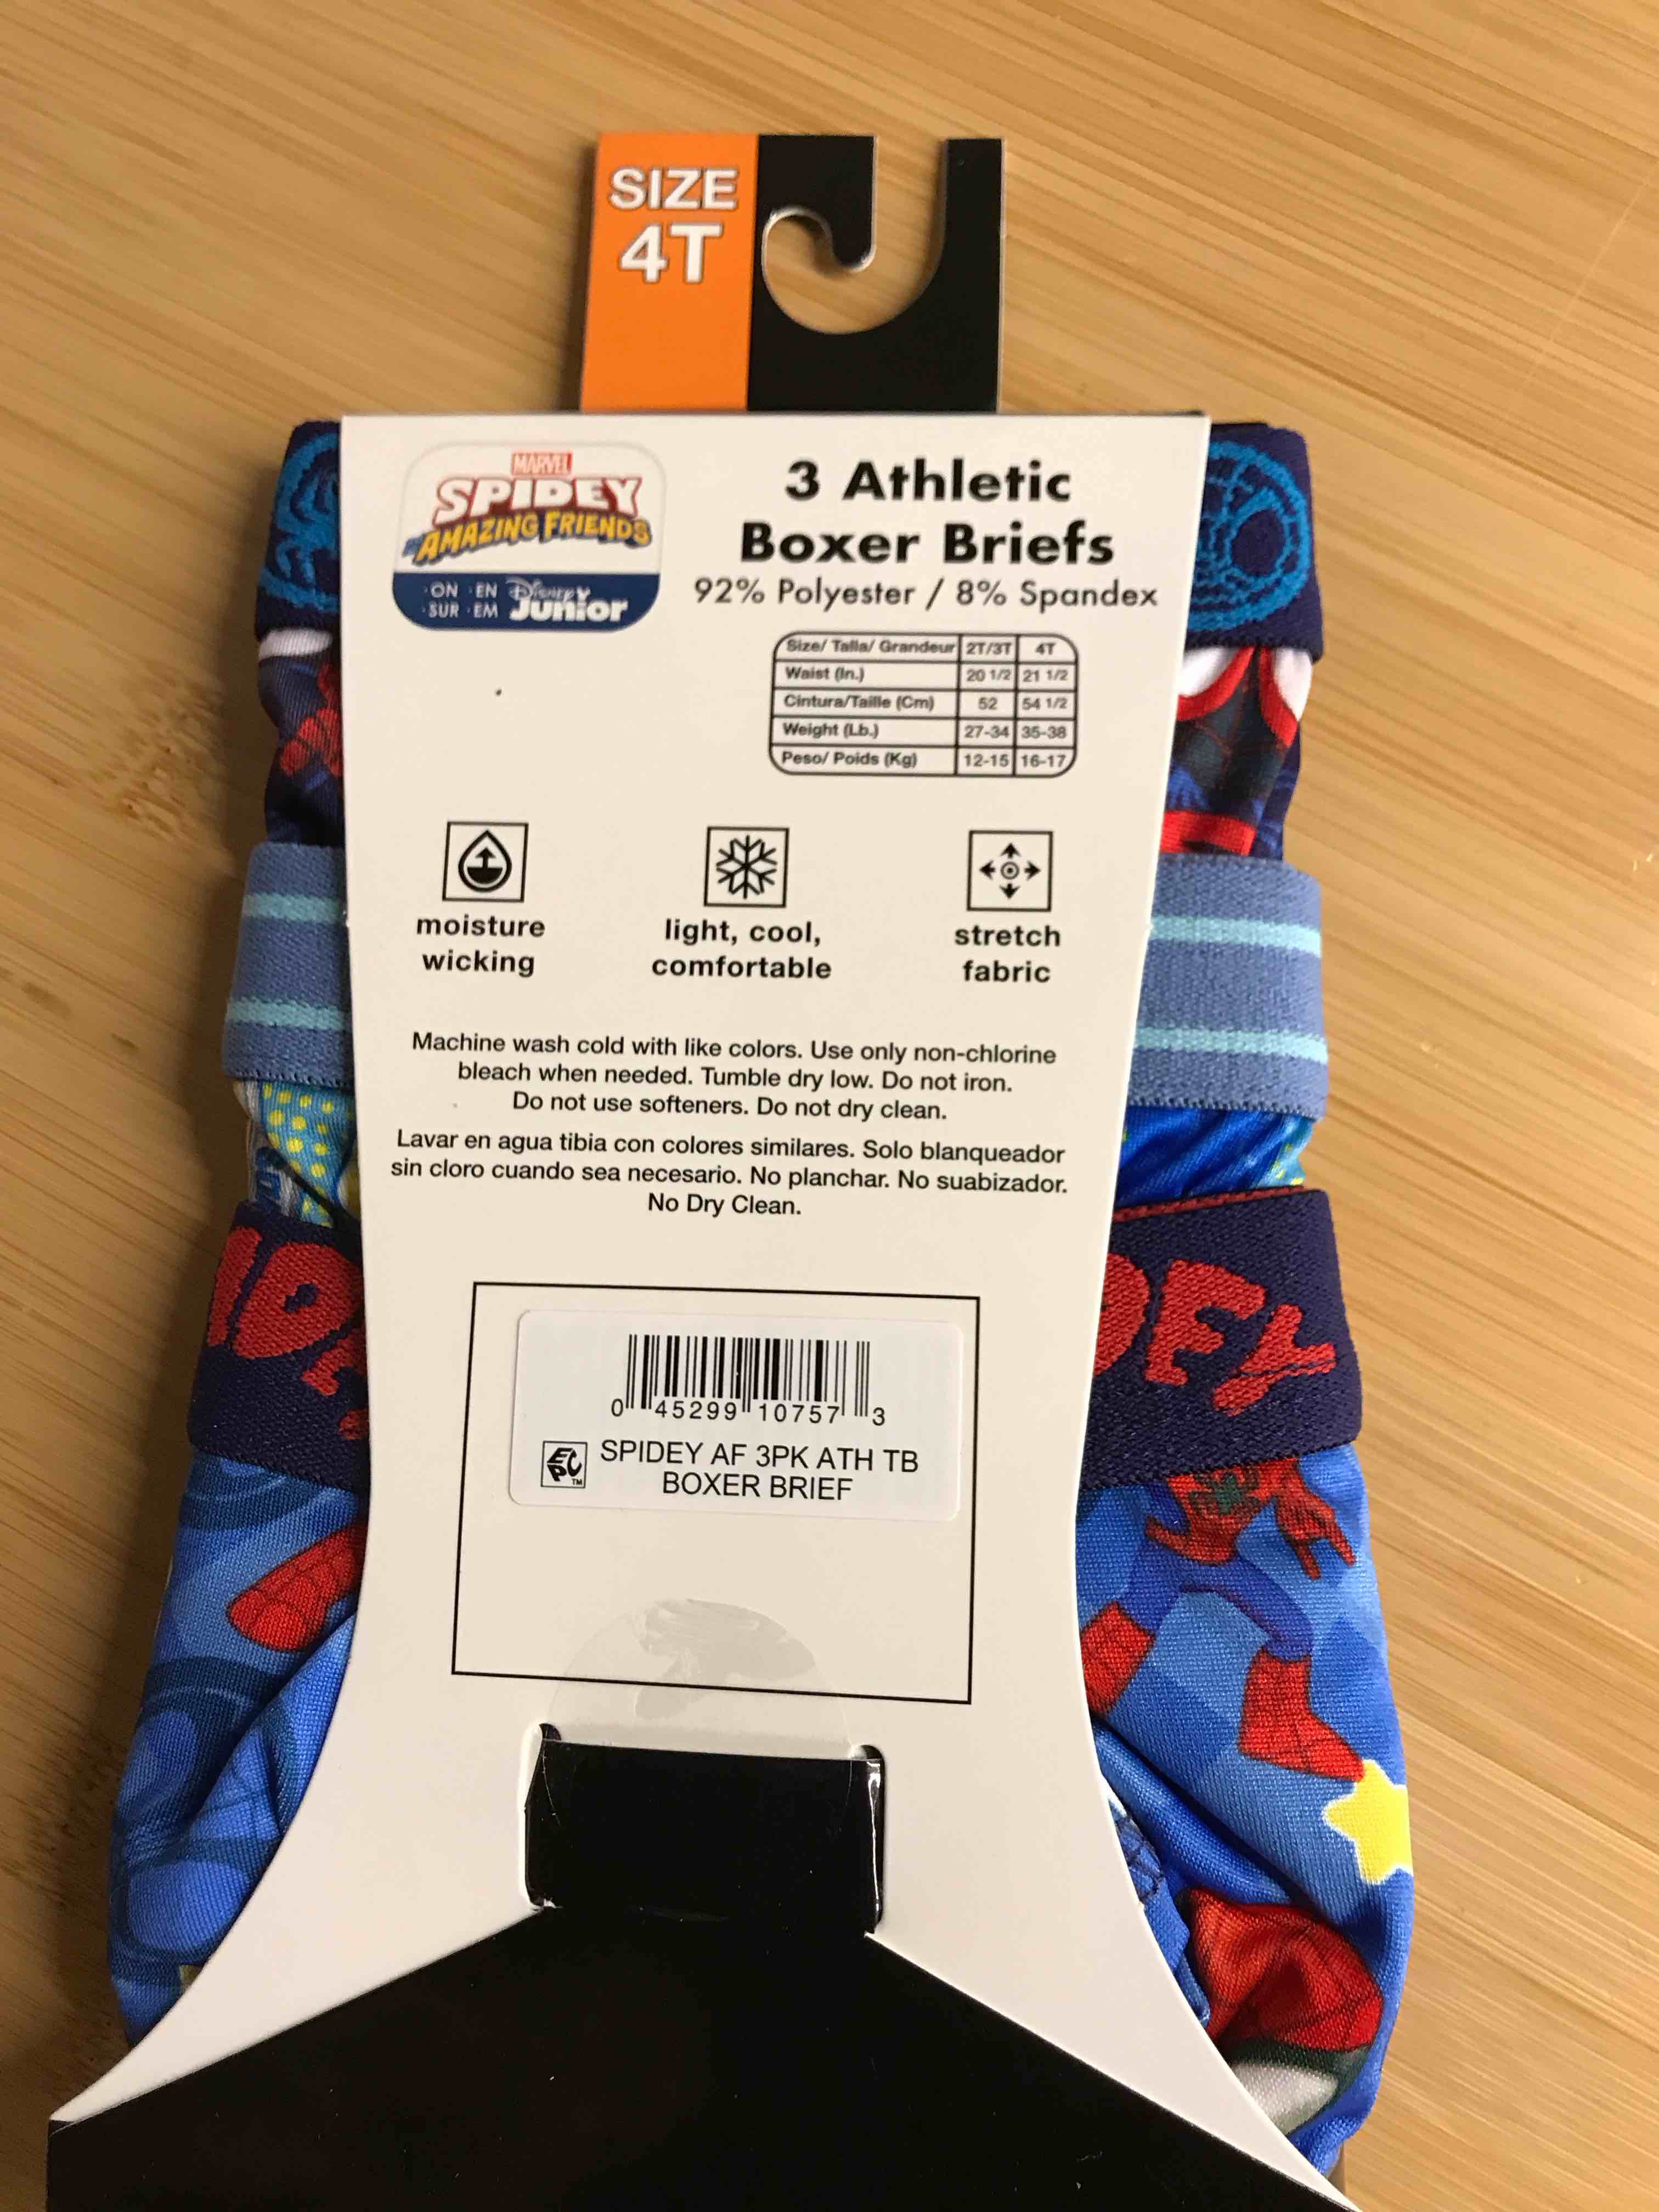 SIZE
4T
MARVEL
SPIDEY
AMAZING FRIENDS
·ON ·EN
·SUR ·EM
Disney
Junior
3 Athletic
Boxer Briefs
92% Polyester / 8% Spandex
Size/ Talla/ Grandeur 2T/3T 4T
Waist (In.) 20 1/2 21 1/2
Cintura/Taille (Cm) 52 54 1/2
Weight (Lb.) 27-34 35-38
Peso/ Poids (Kg) 12-15 16-17
moisture
wicking
light, cool,
comfortable
stretch
fabric
Machine wash cold with like colors. Use only non-chlorine
bleach when needed. Tumble dry low. Do not iron.
Do not use softeners. Do not dry clean.
Lavar en agua tibia con colores similares. Solo blanqueador
sin cloro cuando sea necesario. No planchar. No suabizador.
No Dry Clean.
0 45299 10757 3
EPC TM SPIDEY AF 3PK ATH TB
BOXER BRIEF